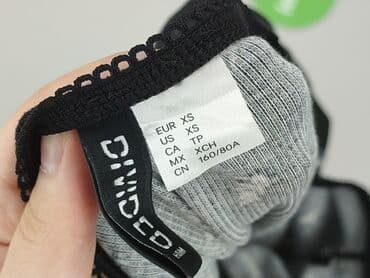 EUR XS
US XS
CA TP
MX XCH
CN 160/80A
DIVIDED